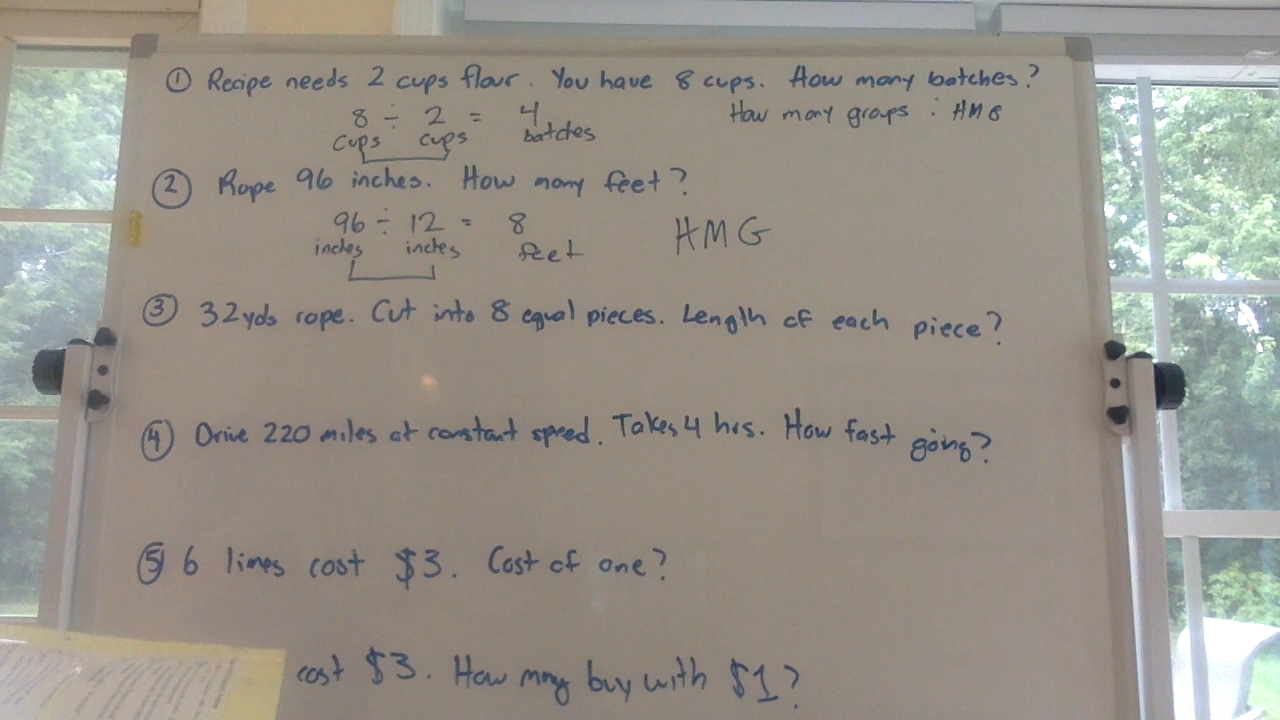 ① Recipe needs 2 cups flour. You have 8 cups. How many batches?
8 ÷ 2 = 4 How many groups : HMG
cups cups batches
② Rope 96 inches. How many feet?
96 ÷ 12 = 8 HMG
inches inches feet
③ 32yds rope. Cut into 8 equal pieces. Length of each piece?
④ Drive 220 miles at constant speed. Takes 4 hrs. How fast going?
⑤ 6 limes cost $3. Cost of one?
cost $3. How many buy with $1?